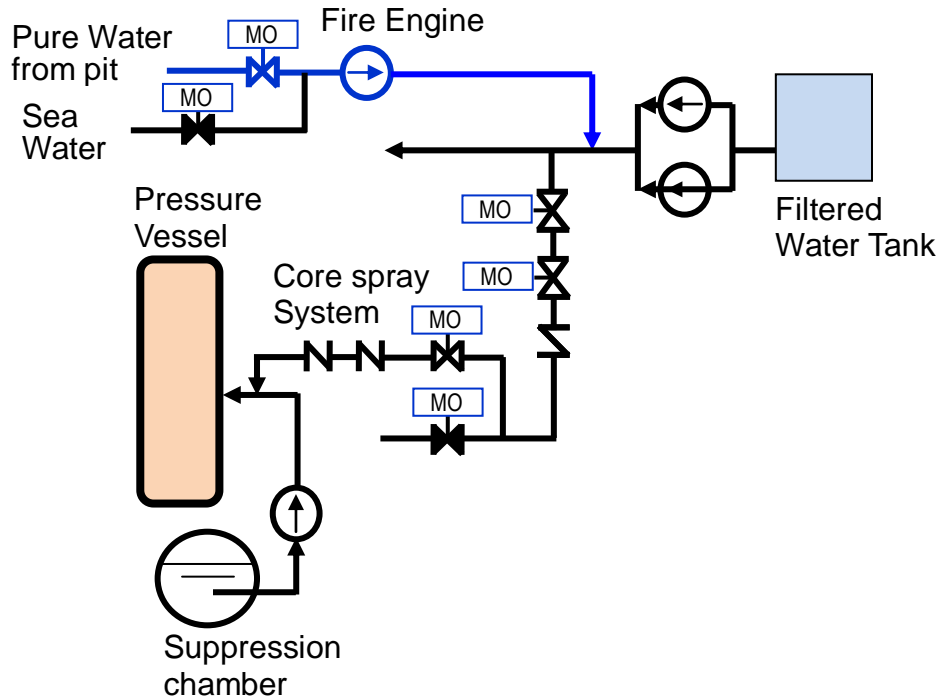 Fire Engine
MO
Pure Water
from pit
MO
Sea
Water
MO
Filtered
Water Tank
Pressure
Vessel
MO
Core spray
System
MO
MO
Suppression
chamber